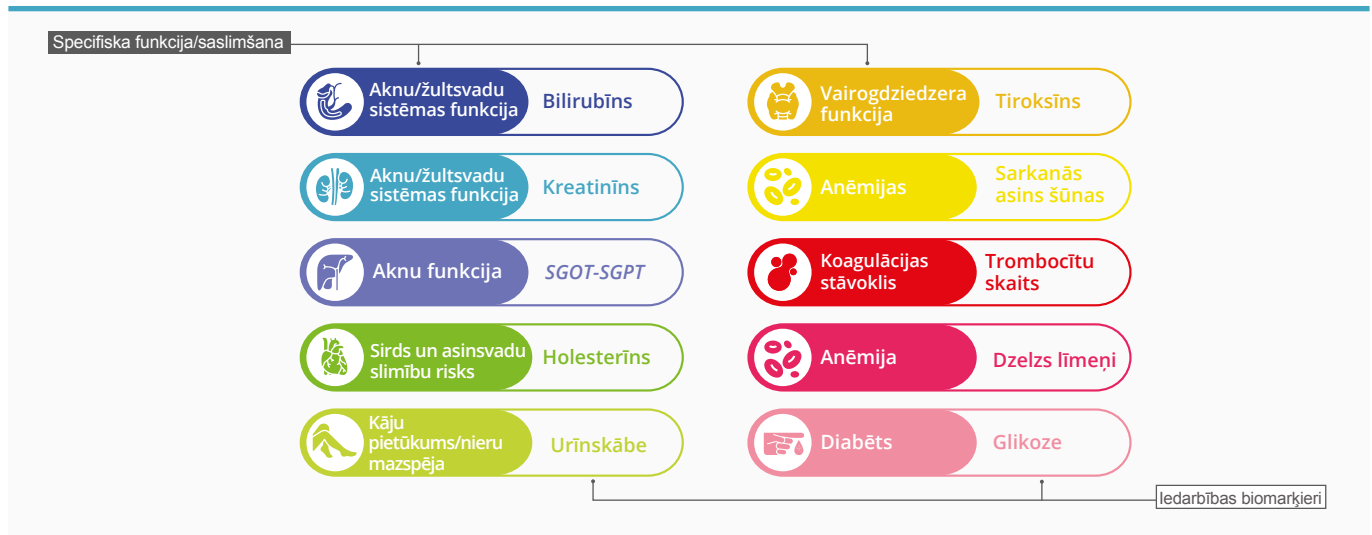 Specifiska funkcija/saslimšana
Aknu/žultsvadu
sistēmas funkcija
Bilirubīns
Aknu/žultsvadu
sistēmas funkcija
Kreatinīns
Aknu funkcija
SGOT-SGPT
Sirds un asinsvadu
slimību risks
Holesterīns
Kāju
pietūkums/nieru
mazspēja
Urīnskābe
Vairogdziedzera
funkcija
Tiroksīns
Anēmijas
Sarkanās
asins šūnas
Koagulācijas
stāvoklis
Trombocītu
skaits
Anēmija
Dzelzs līmeņi
Diabēts
Glikoze
Iedarbības biomarķieri